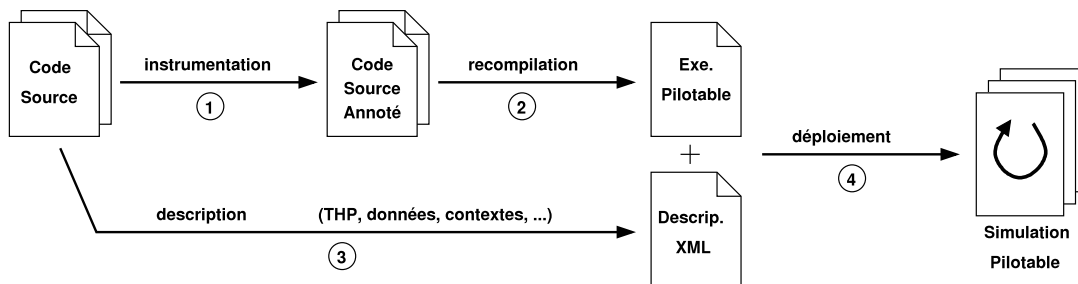 Code
Source
instrumentation
1
Code
Source
Annoté
recompilation
2
Exe.
Pilotable
+
déploiement
4
description (THP, données, contextes, ...)
3
Descrip.
XML
Simulation
Pilotable